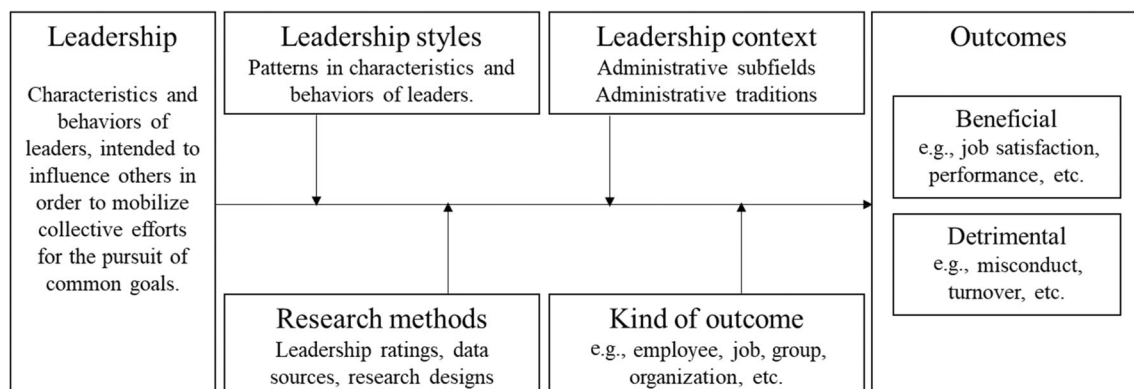 Leadership
Characteristics and
behaviors of
leaders, intended to
influence others in
order to mobilize
collective efforts
for the pursuit of
common goals.
Leadership styles
Patterns in characteristics and
behaviors of leaders.
Leadership context
Administrative subfields
Administrative traditions
Research methods
Leadership ratings, data
sources, research designs
Kind of outcome
e.g., employee, job, group,
organization, etc.
Outcomes
Beneficial
e.g., job satisfaction,
performance, etc.
Detrimental
e.g., misconduct,
turnover, etc.